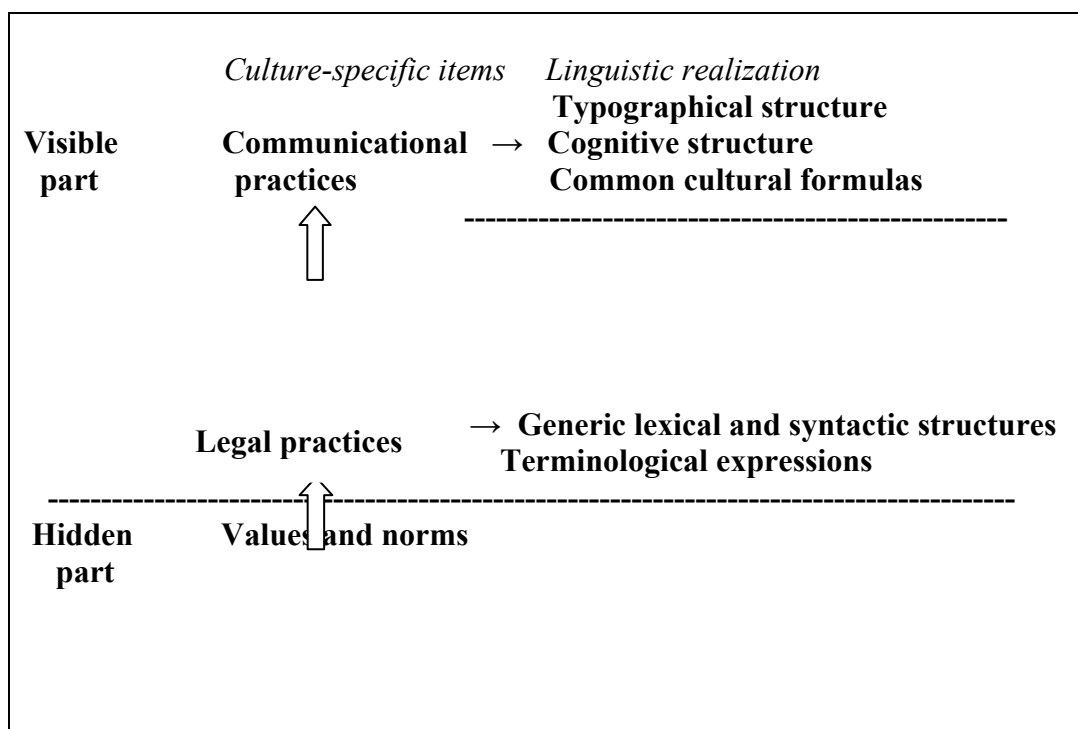 Culture-specific items Linguistic realization
Typographical structure
Visible Communicational → Cognitive structure
part practices Common cultural formulas
Legal practices → Generic lexical and syntactic structures
Terminological expressions
Hidden Values and norms
part